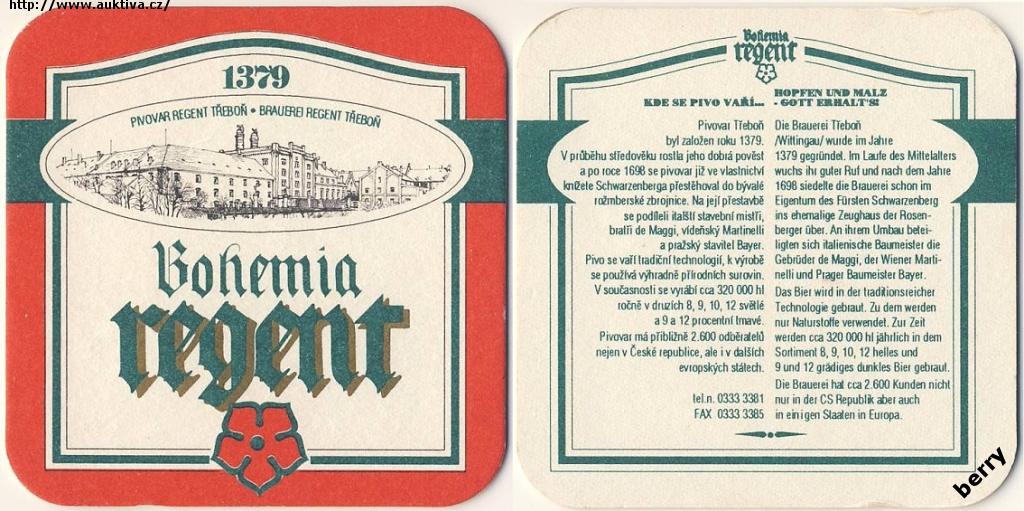 http://www.auktiva.cz/
1379
PIVOVAR REGENT TŘEBOŇ • BRAUEREI REGENT TŘEBOŇ
Bohemia
regent
Bohemia
regent
KDE SE PIVO VAŘÍ...
Pivovar Třeboň
byl založen roku 1379.
V průběhu středověku rostla jeho dobrá pověst
a po roce 1698 se pivovar již ve vlastnictví
knížete Schwarzenberga přestěhoval do bývalé
rožmberské zbrojnice. Na její přestavbě
se podíleli italští stavební mistři,
bratři de Maggi, vídeňský Martinelli
a pražský stavitel Bayer.
Pivo se vaří tradiční technologií, k výrobě
se používá výhradně přírodních surovin.
V současnosti se vyrábí cca 320 000 hl
ročně v druzích 8, 9, 10, 12 světlé
a 9 a 12 procentní tmavé.
Pivovar má přibližně 2.600 odběratelů
nejen v České republice, ale i v dalších
evropských státech.
tel.n. 0333 3381
FAX 0333 3385
HOPFEN UND MALZ
- GOTT ERHALT'S!
Die Brauerei Třeboň
/Wittingau/ wurde im Jahre
1379 gegründet. Im Laufe des Mittelalters
wuchs ihr guter Ruf und nach dem Jahre
1698 siedelte die Brauerei schon im
Eigentum des Fürsten Schwarzenberg
ins ehemalige Zeughaus der Rosen-
berger über. An ihrem Umbau betei-
ligten sich italienische Baumeister die
Gebrüder de Maggi, der Wiener Marti-
nelli und Prager Baumeister Bayer.
Das Bier wird in der traditionsreicher
Technologie gebraut. Zu dem werden
nur Naturstoffe verwendet. Zur Zeit
werden cca 320 000 hl jährlich in dem
Sortiment 8, 9, 10, 12 helles und
9 und 12 grädiges dunkles Bier gebraut.
Die Brauerei hat cca 2.600 Kunden nicht
nur in der CS Republik aber auch
in einigen Staaten in Europa.
berry